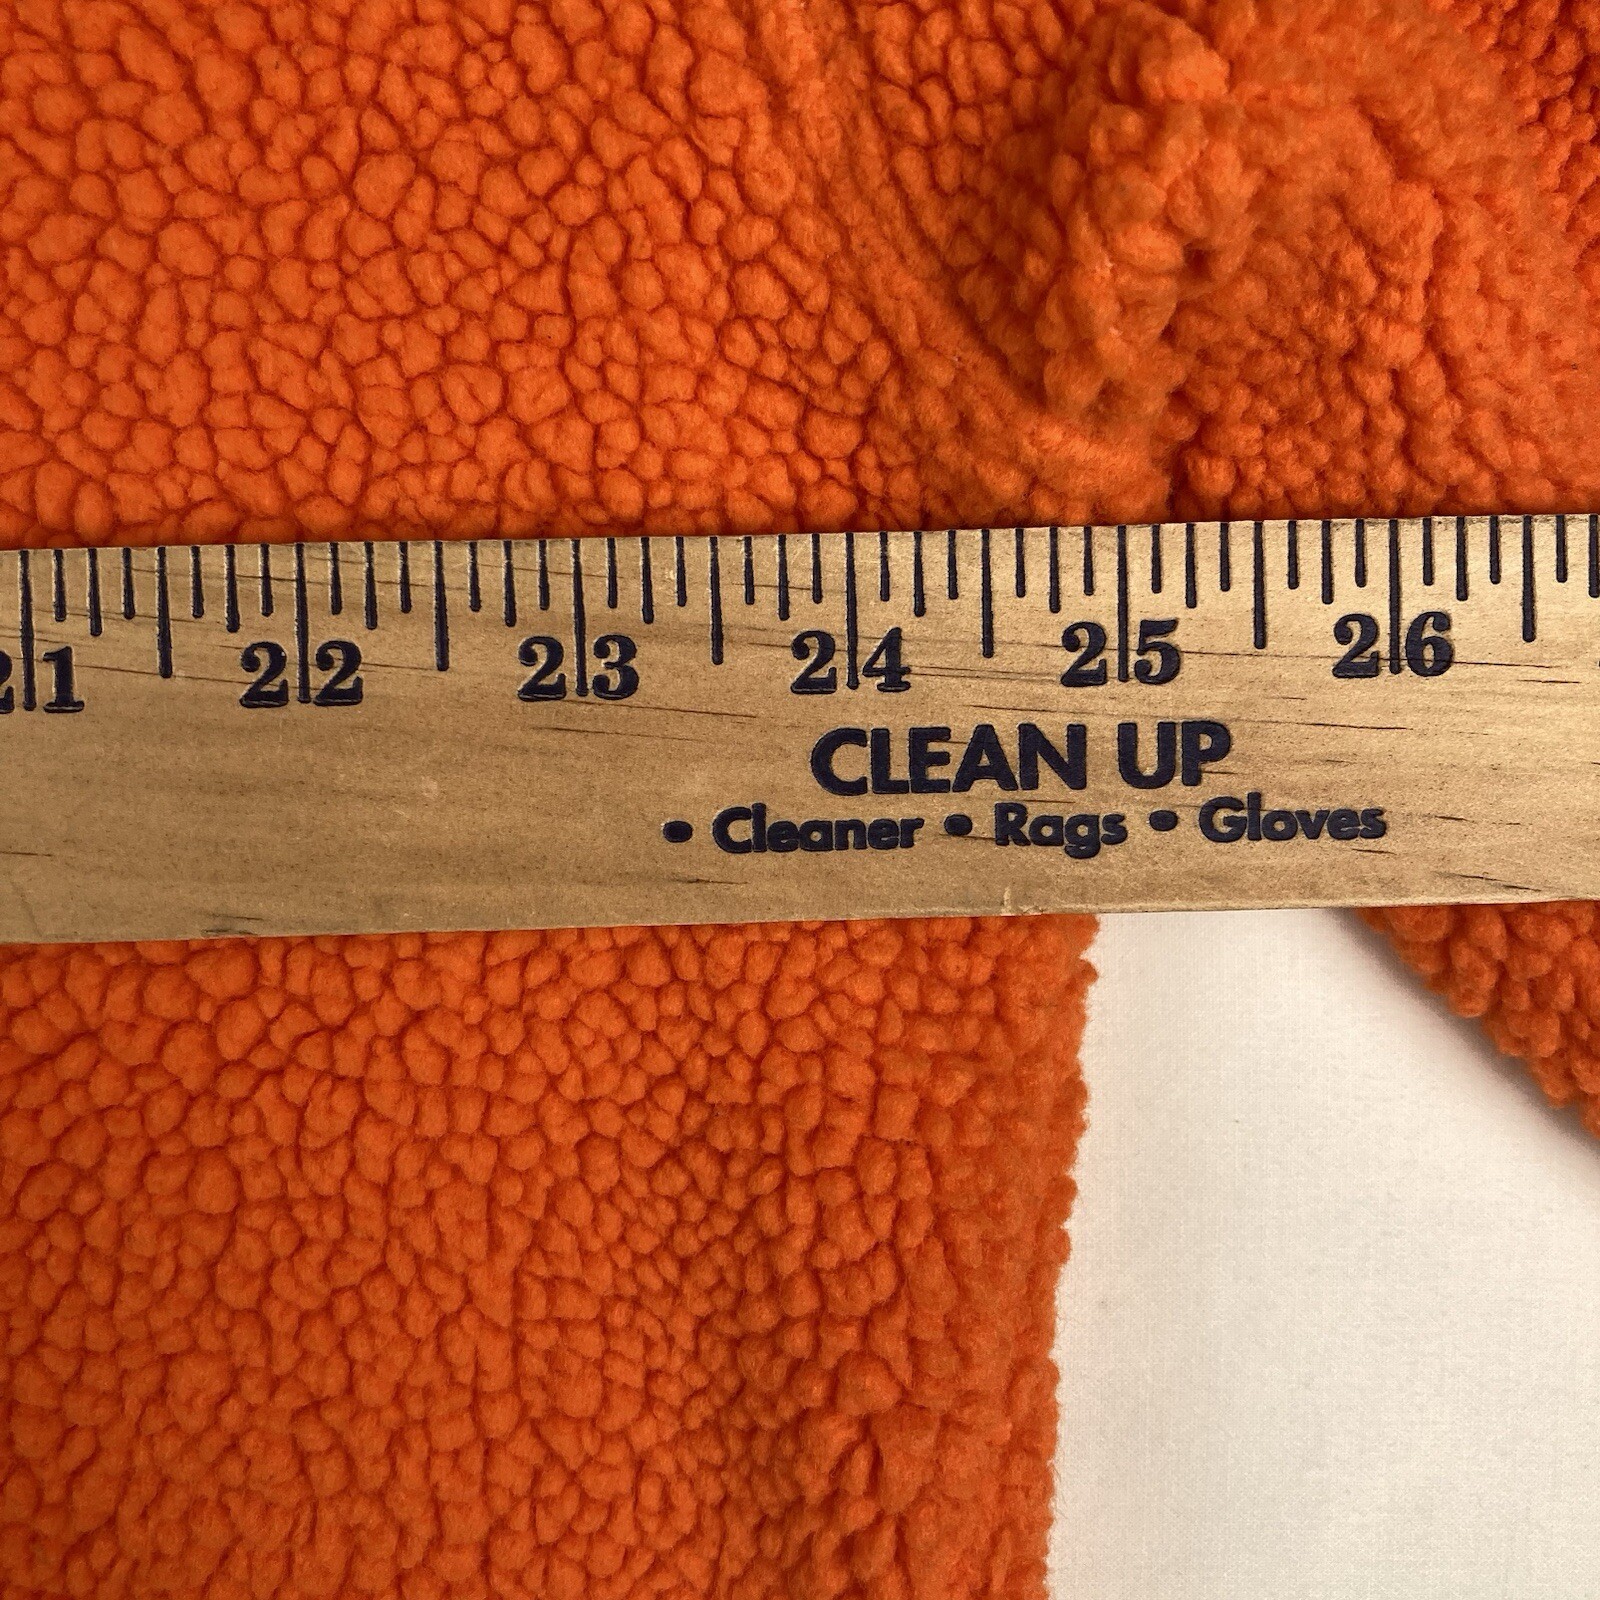 21 22 23 24 25 26
CLEAN UP
• Cleaner • Rags • Gloves